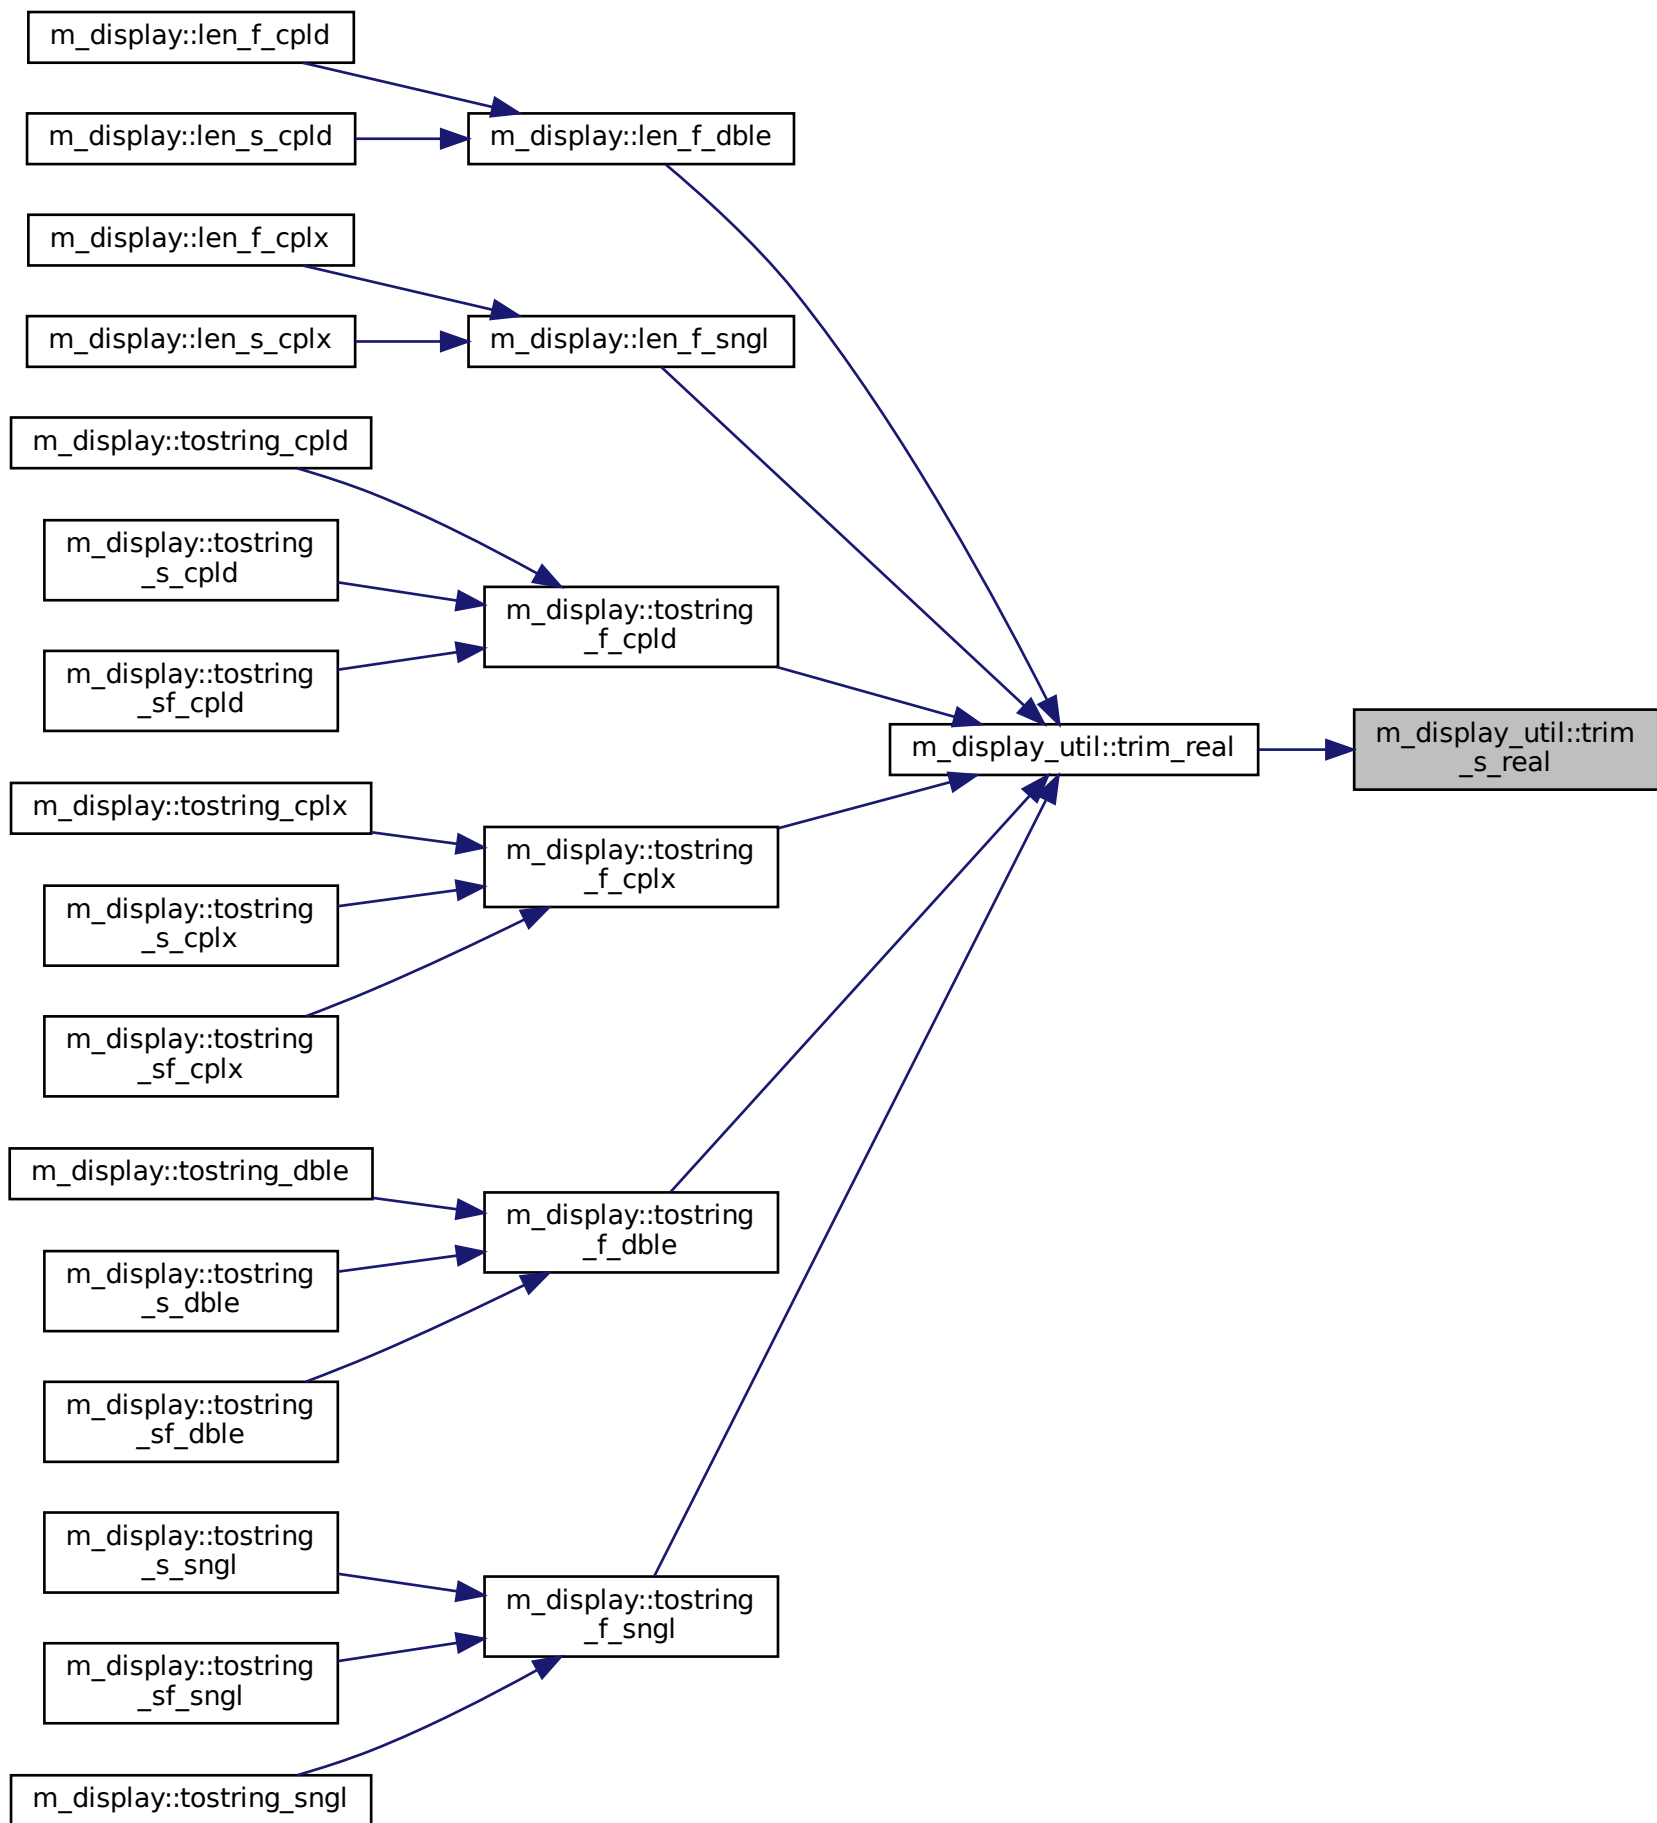 m_display::len_f_cpld
m_display::len_s_cpld
m_display::len_f_dble
m_display::len_f_cplx
m_display::len_s_cplx
m_display::len_f_sngl
m_display::tostring_cpld
m_display::tostring
_s_cpld
m_display::tostring
_f_cpld
m_display::tostring
_sf_cpld
m_display_util::trim_real
m_display_util::trim
_s_real
m_display::tostring_cplx
m_display::tostring
_f_cplx
m_display::tostring
_s_cplx
m_display::tostring
_sf_cplx
m_display::tostring_dble
m_display::tostring
_f_dble
m_display::tostring
_s_dble
m_display::tostring
_sf_dble
m_display::tostring
_s_sngl
m_display::tostring
_f_sngl
m_display::tostring
_sf_sngl
m_display::tostring_sngl